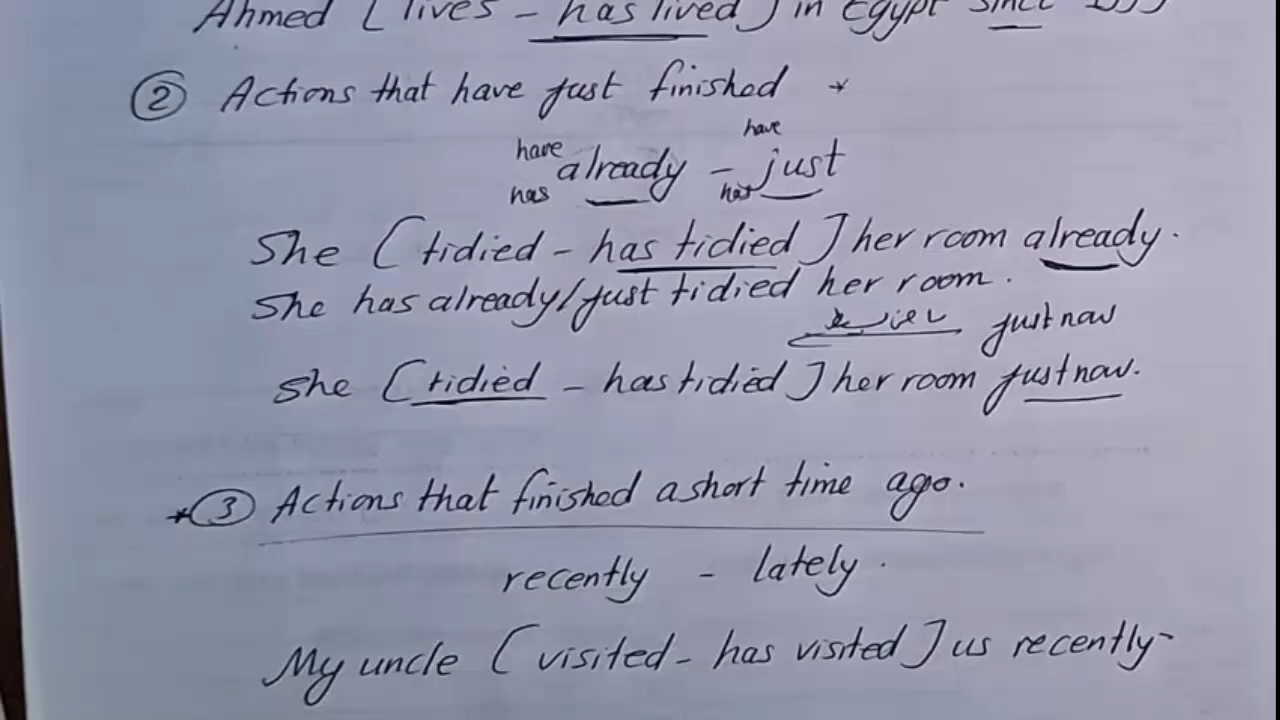 Ahmed [ lives - has lived ] in Egypt since
② Actions that have just finished *
have have
already - just
has has
She [ tidied - has tidied ] her room already.
She has already/just tidied her room.
just now
She [ tidied - has tidied ] her room just now.
* ③ Actions that finished a short time ago.
recently - lately.
My uncle [ visited - has visited ] us recently-